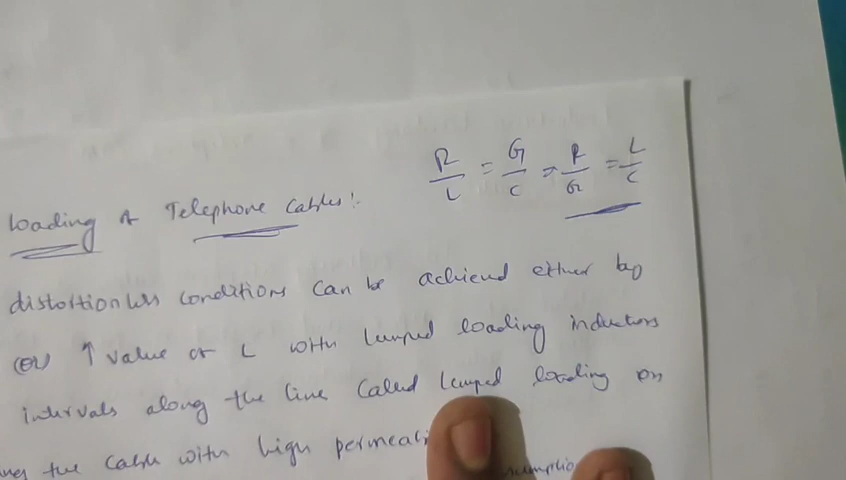 R/L = G/C => R/G = L/C
Loading of Telephone Cables:
distortionless conditions can be achieved either by
(or) ↑ value of L with lumped loading inductors
intervals along the line called lumped loading or
the cable with high